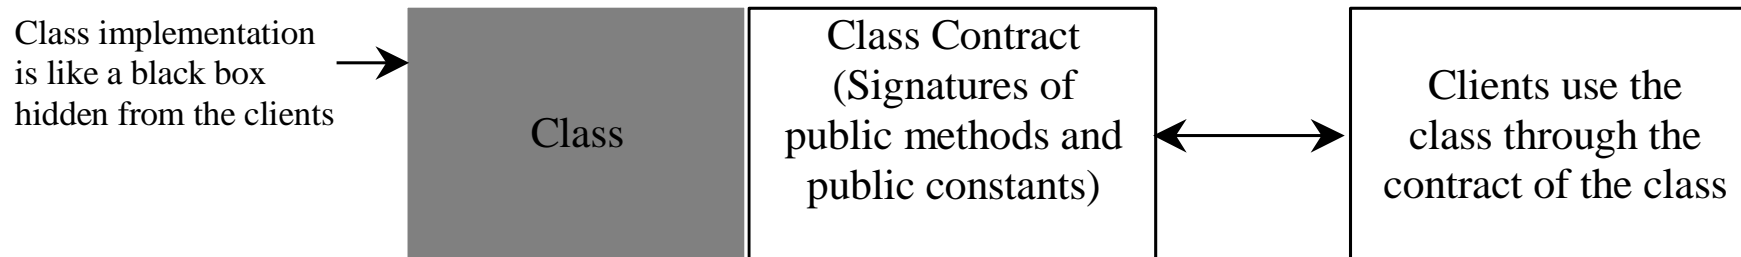 Class implementation
is like a black box
hidden from the clients
Class
Class Contract
(Signatures of
public methods and
public constants)
Clients use the
class through the
contract of the class